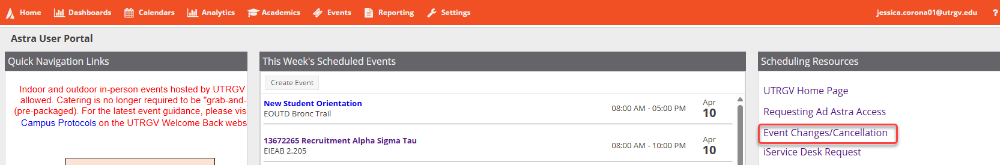 Home Dashboards Calendars Analytics Academics Events Reporting Settings jessica.corona01@utrgv.edu ?
Astra User Portal
Quick Navigation Links
Indoor and outdoor in-person events hosted by UTRGV
allowed. Catering is no longer required to be "grab-and-
(pre-packaged). For the latest event guidance, please vis
Campus Protocols on the UTRGV Welcome Back webs
This Week's Scheduled Events
Create Event
New Student Orientation
EOUTD Bronc Trail
08:00 AM - 05:00 PM
Apr
10
13672265 Recruitment Alpha Sigma Tau
EIEAB 2.205
08:00 AM - 10:00 PM
Apr
10
Scheduling Resources
UTRGV Home Page
Requesting Ad Astra Access
Event Changes/Cancellation
iService Desk Request